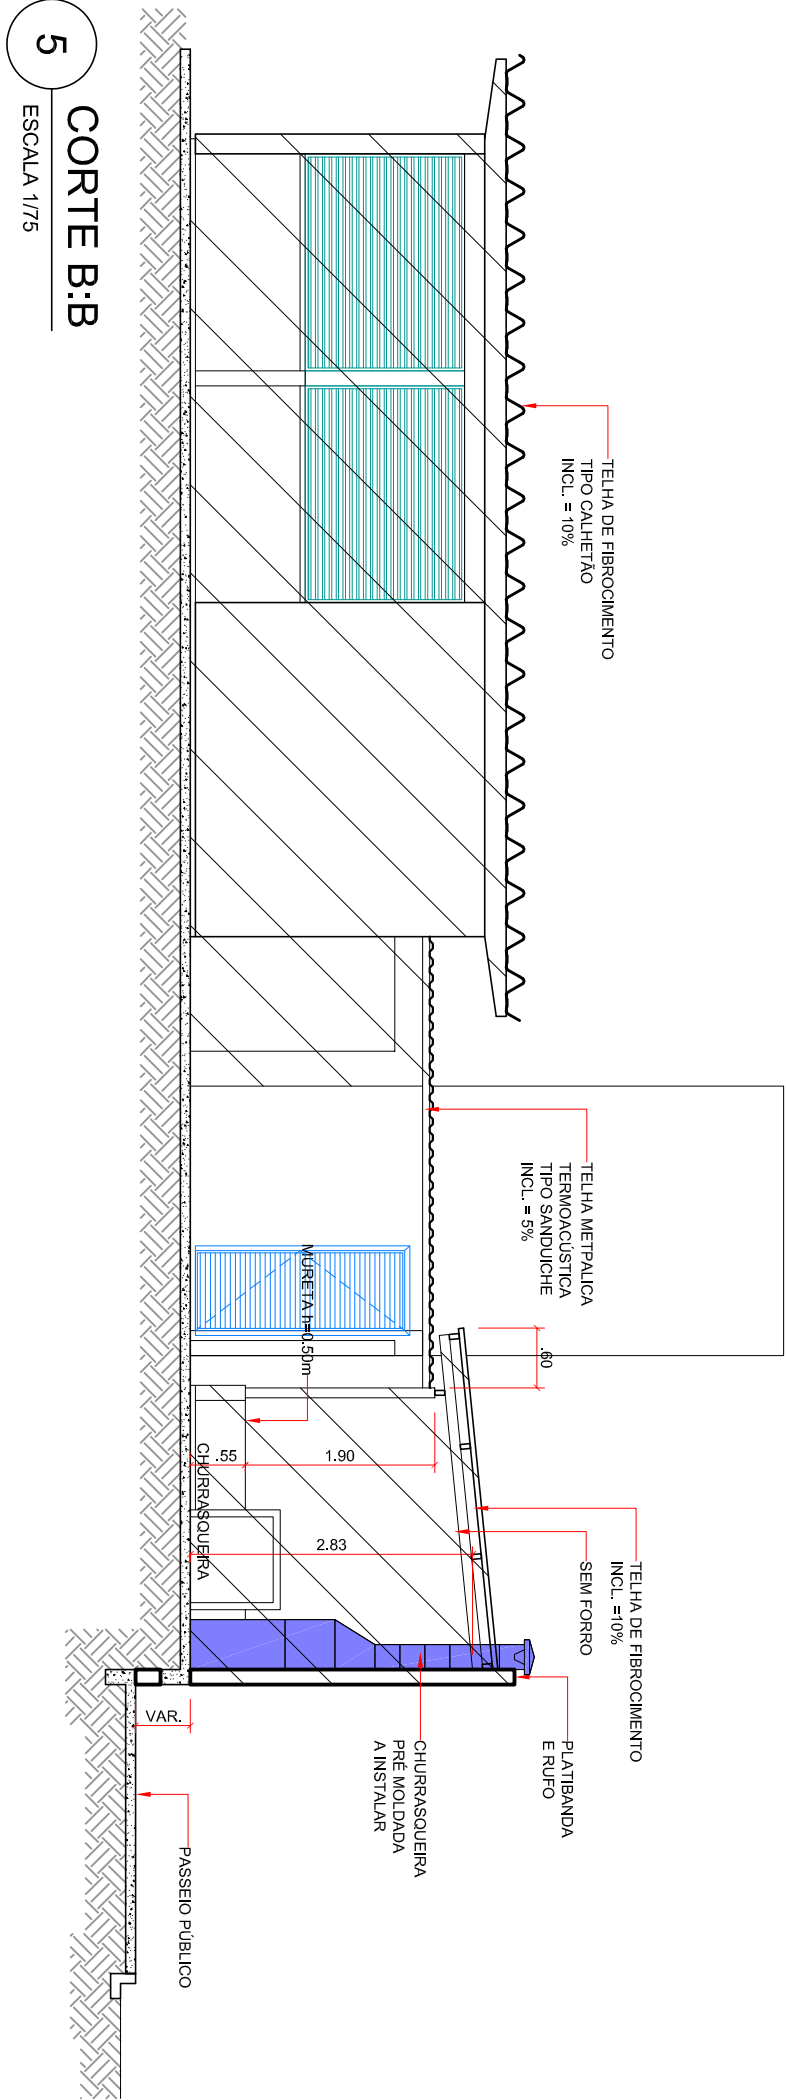 TELHA DE FIBROCIMENTO
TIPO CALHETÃO
INCL. = 10%
TELHA METPALICA
TERMOACÚSTICA
TIPO SANDUICHE
INCL. = 5%
.60
TELHA DE FIBROCIMENTO
INCL. =10%
SEM FORRO
PLATIBANDA
E RUFO
MURETA h=0.50m
.55
1.90
2.83
CHURRASQUEIRA
CHURRASQUEIRA
PRÉ MOLDADA
A INSTALAR
VAR.
PASSEIO PÚBLICO
5
CORTE B:B
ESCALA 1/75